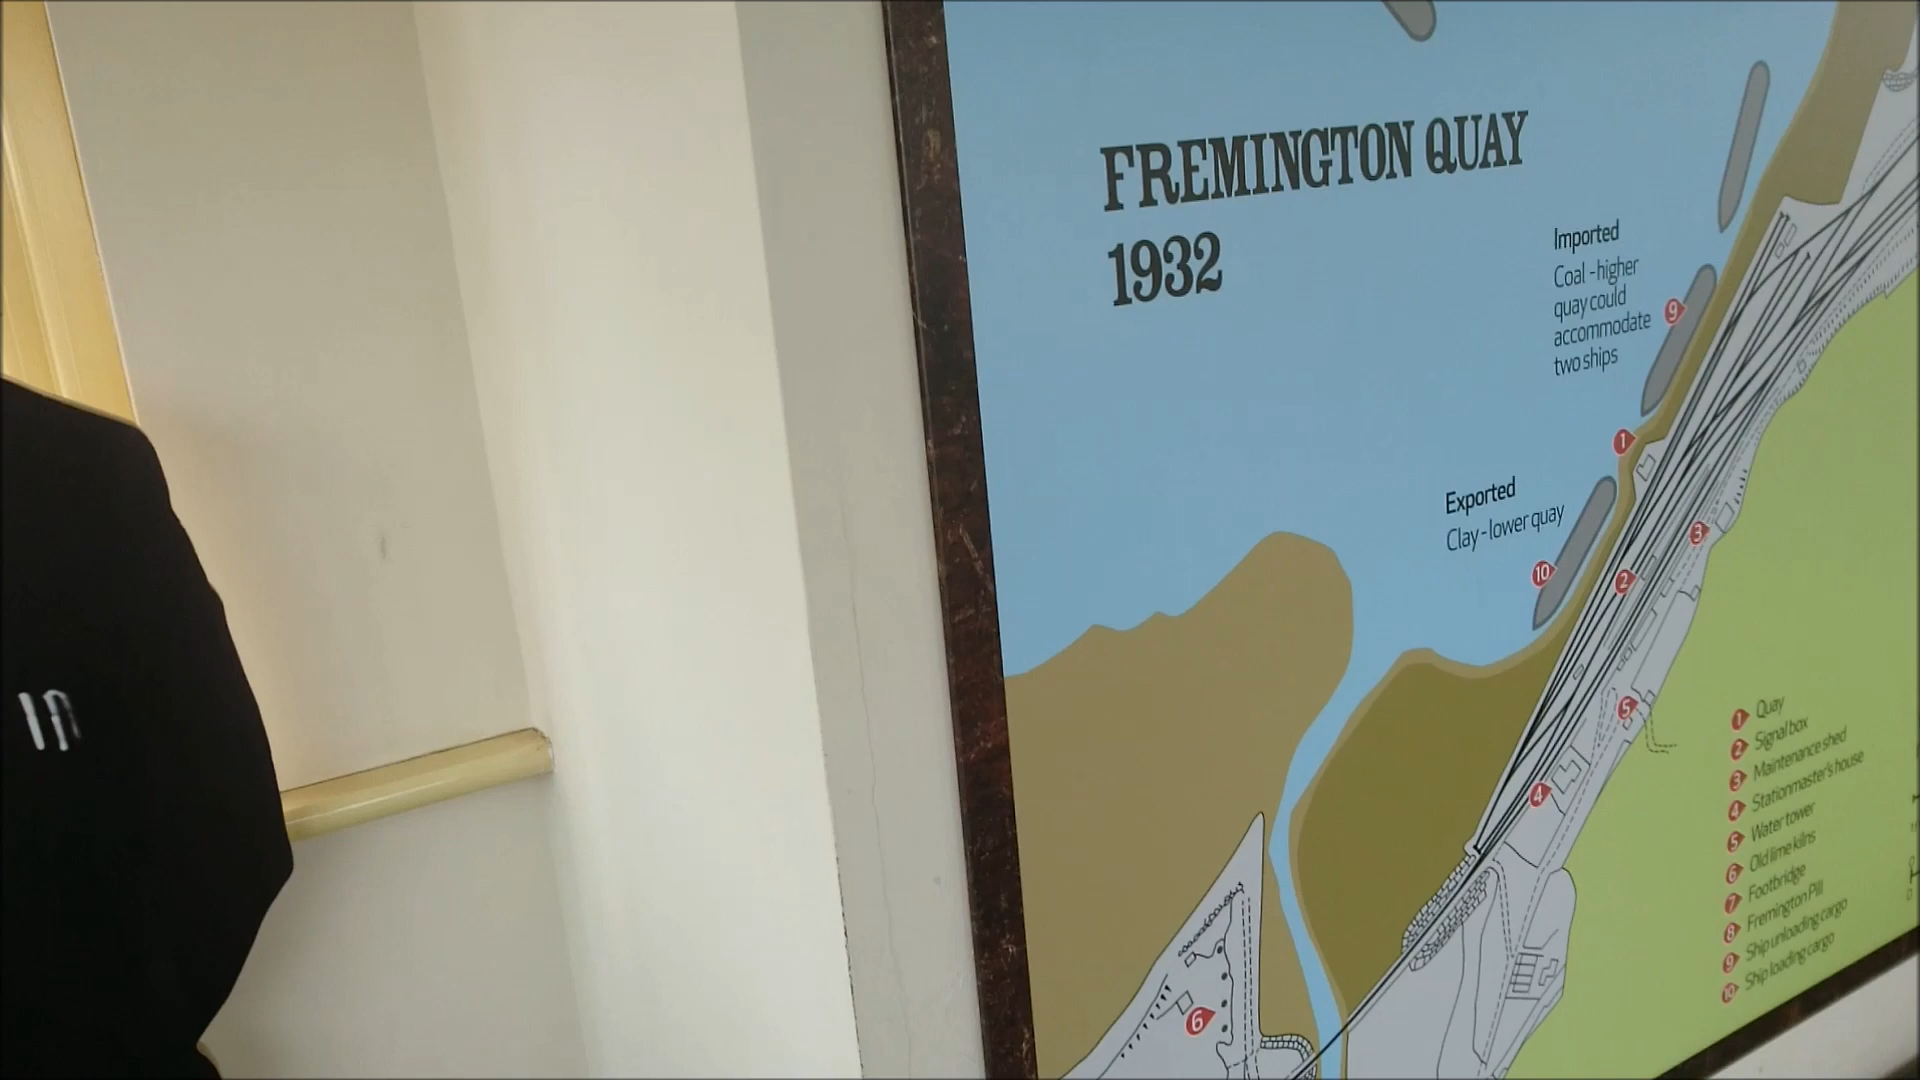 FREMINGTON QUAY
1932
Imported
Coal - higher
quay could
accommodate
two ships
9
1
Exported
Clay - lower quay
10
3
2
5
4
6
1 Quay
2 Signal box
3 Maintenance shed
4 Stationmaster's house
5 Water tower
6 Old lime kilns
7 Footbridge
8 Fremington Pill
9 Ship unloading cargo
10 Ship loading cargo